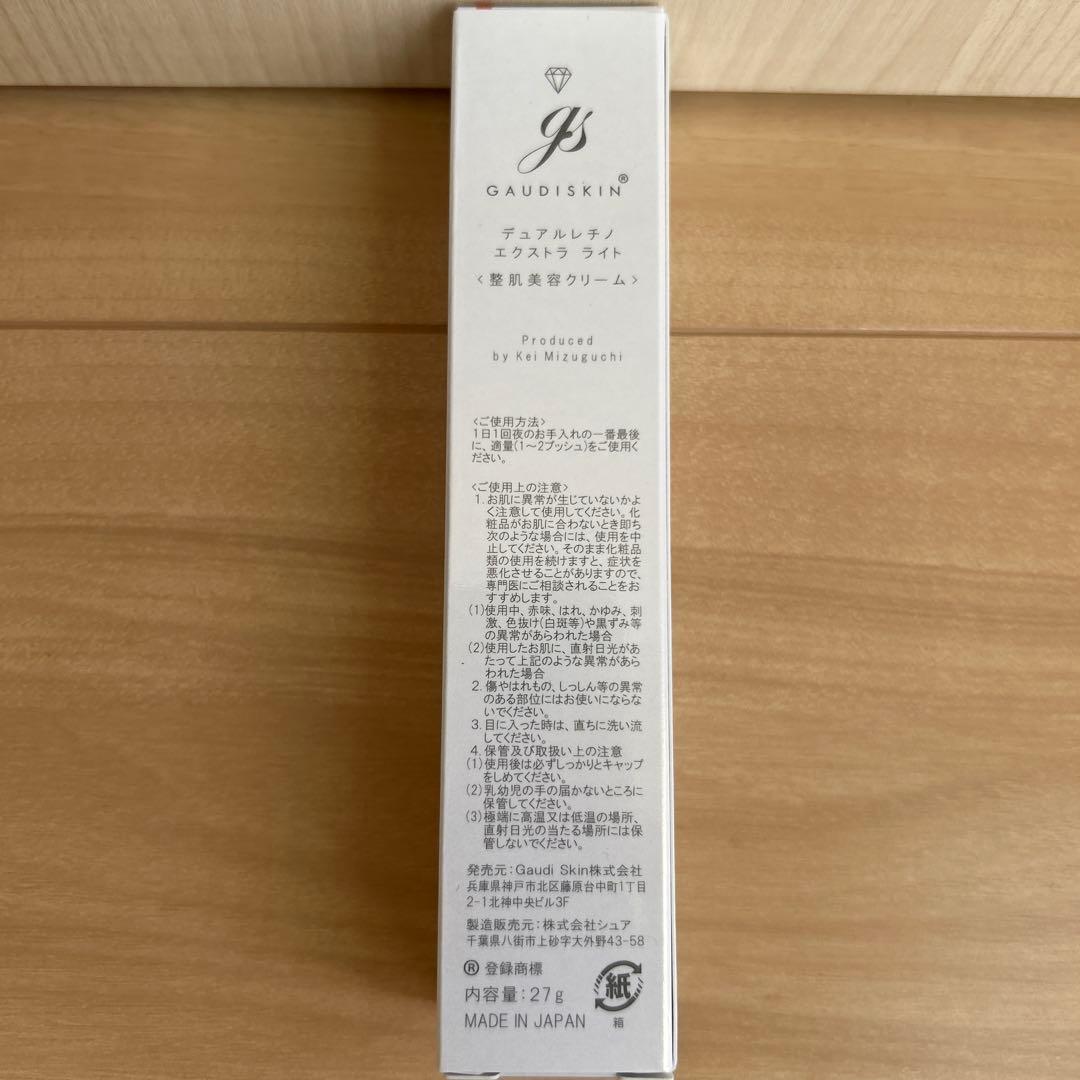 gs
GAUDISKIN®
デュアルレチノ
エクストラ ライト
<整肌美容クリーム>
Produced
by Kei Mizuguchi
<ご使用方法>
1日1回夜のお手入れの一番最後
に、適量(1～2プッシュ)をご使用く
ださい。
<ご使用上の注意>
1. お肌に異常が生じていないかよ
く注意して使用してください。化
粧品がお肌に合わないとき即ち
次のような場合には、使用を中
止してください。そのまま化粧品
類の使用を続けますと、症状を
悪化させることがありますので、
専門医にご相談されることをお
すすめします。
(1)使用中、赤味、はれ、かゆみ、刺
激、色抜け(白斑等)や黒ずみ等
の異常があらわれた場合
(2)使用したお肌に、直射日光があ
たって上記のような異常があら
われた場合
2. 傷やはれもの、しっしん等の異常
のある部位にはお使いにならな
いでください。
3. 目に入った時は、直ちに洗い流
してください。
4. 保管及び取扱い上の注意
(1)使用後は必ずしっかりとキャップ
をしめてください。
(2)乳幼児の手の届かないところに
保管してください。
(3)極端に高温又は低温の場所、
直射日光の当たる場所には保
管しないでください。
発売元:Gaudi Skin株式会社
兵庫県神戸市北区藤原台中町1丁目
2-1北神中央ビル3F
製造販売元:株式会社シュア
千葉県八街市上砂字大外野43-58
® 登録商標
内容量:27g
MADE IN JAPAN
紙
箱